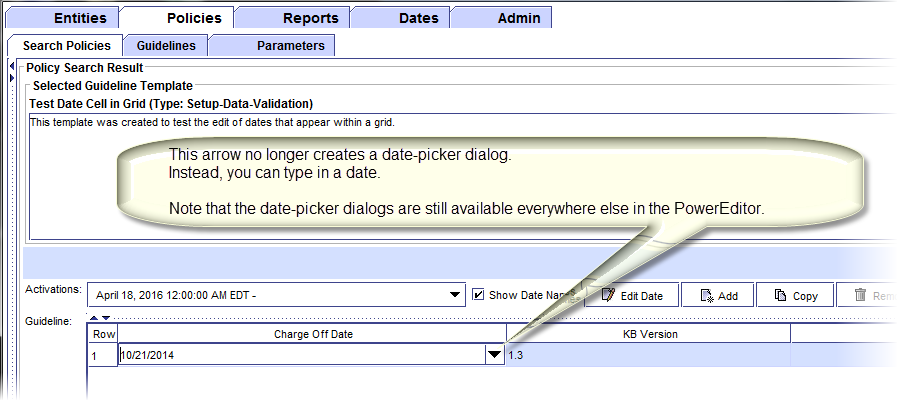 Entities Policies Reports Dates Admin
Search Policies Guidelines Parameters
Policy Search Result
Selected Guideline Template
Test Date Cell in Grid (Type: Setup-Data-Validation)
This template was created to test the edit of dates that appear within a grid.
This arrow no longer creates a date-picker dialog.
Instead, you can type in a date.
Note that the date-picker dialogs are still available everywhere else in the PowerEditor.
Activations: April 18, 2016 12:00:00 AM EDT - Show Date Edit Date Add Copy
Guideline:
Row Charge Off Date KB Version
1 10/21/2014 1.3